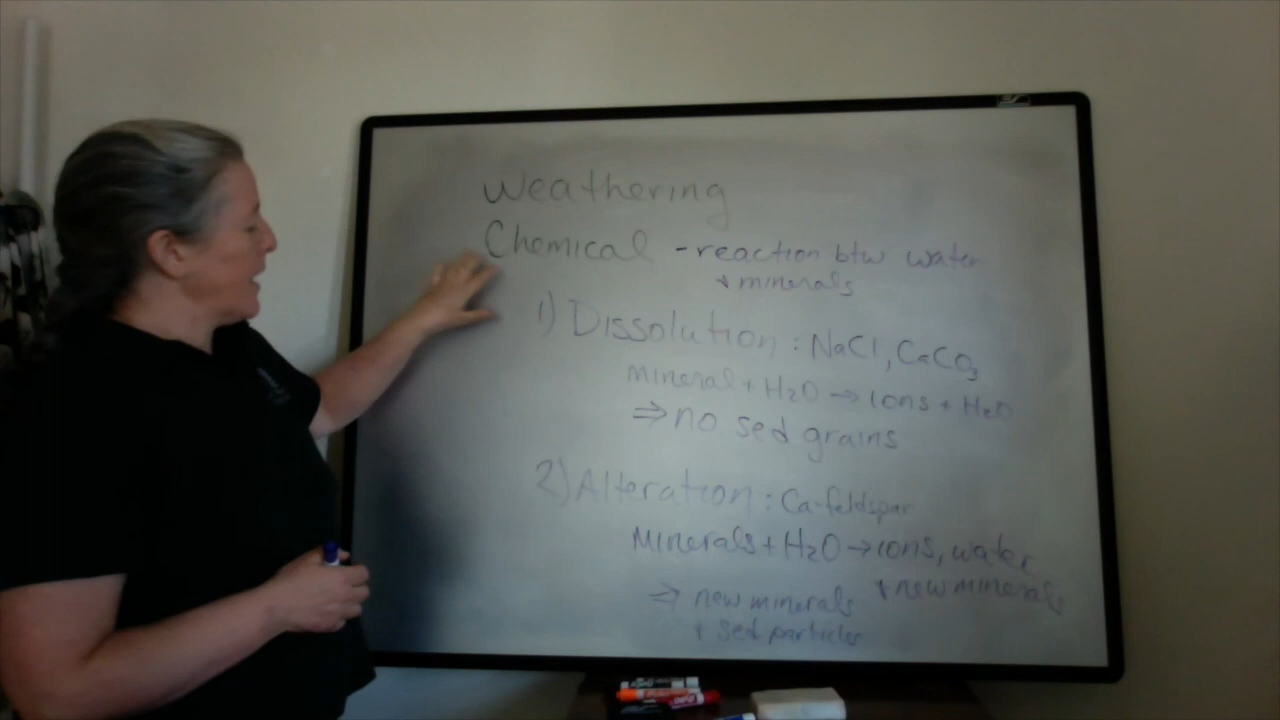 Weathering
Chemical - reaction btw water
+ minerals
1) Dissolution : NaCl, CaCO₃
mineral + H₂O → ions + H₂O
⇒ no sed grains
2) Alteration : Ca-feldspar
Minerals + H₂O → ions, water
+ new minerals
⇒ new minerals
+ sed particles